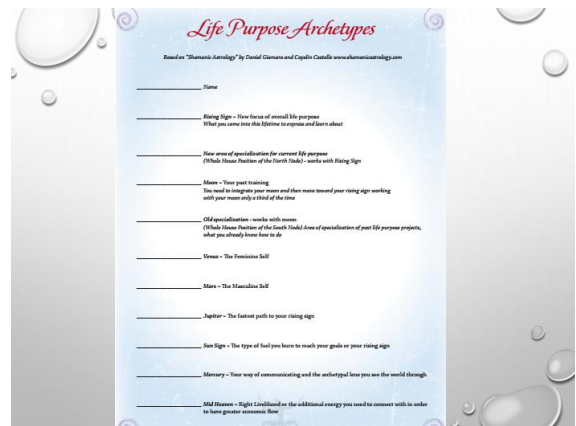 Life Purpose Archetypes
Based on "Shamanic Astrology" by Daniel Giamaro and Cayelin Castelle www.shamanicastrology.com
Name
Rising Sign ~ New focus of overall life purpose
What you came into this lifetime to express and learn about
New area of specialization for current life purpose
(Whole House Position of the North Node) - works with Rising Sign
Moon ~ Your past training
You need to integrate your moon and then move toward your rising sign working
with your moon only a third of the time
Old specialization - works with moon
(Whole House Position of the South Node) Area of specialization of past life purpose projects,
what you already know how to do
Venus ~ The Feminine Self
Mars ~ The Masculine Self
Jupiter ~ The fastest path to your rising sign
Sun Sign ~ The type of fuel you burn to reach your goals or your rising sign
Mercury ~ Your way of communicating and the archetypal lens you see the world through
Mid Heaven ~ Right Livelihood or the additional energy you need to connect with in order
to have greater economic flow